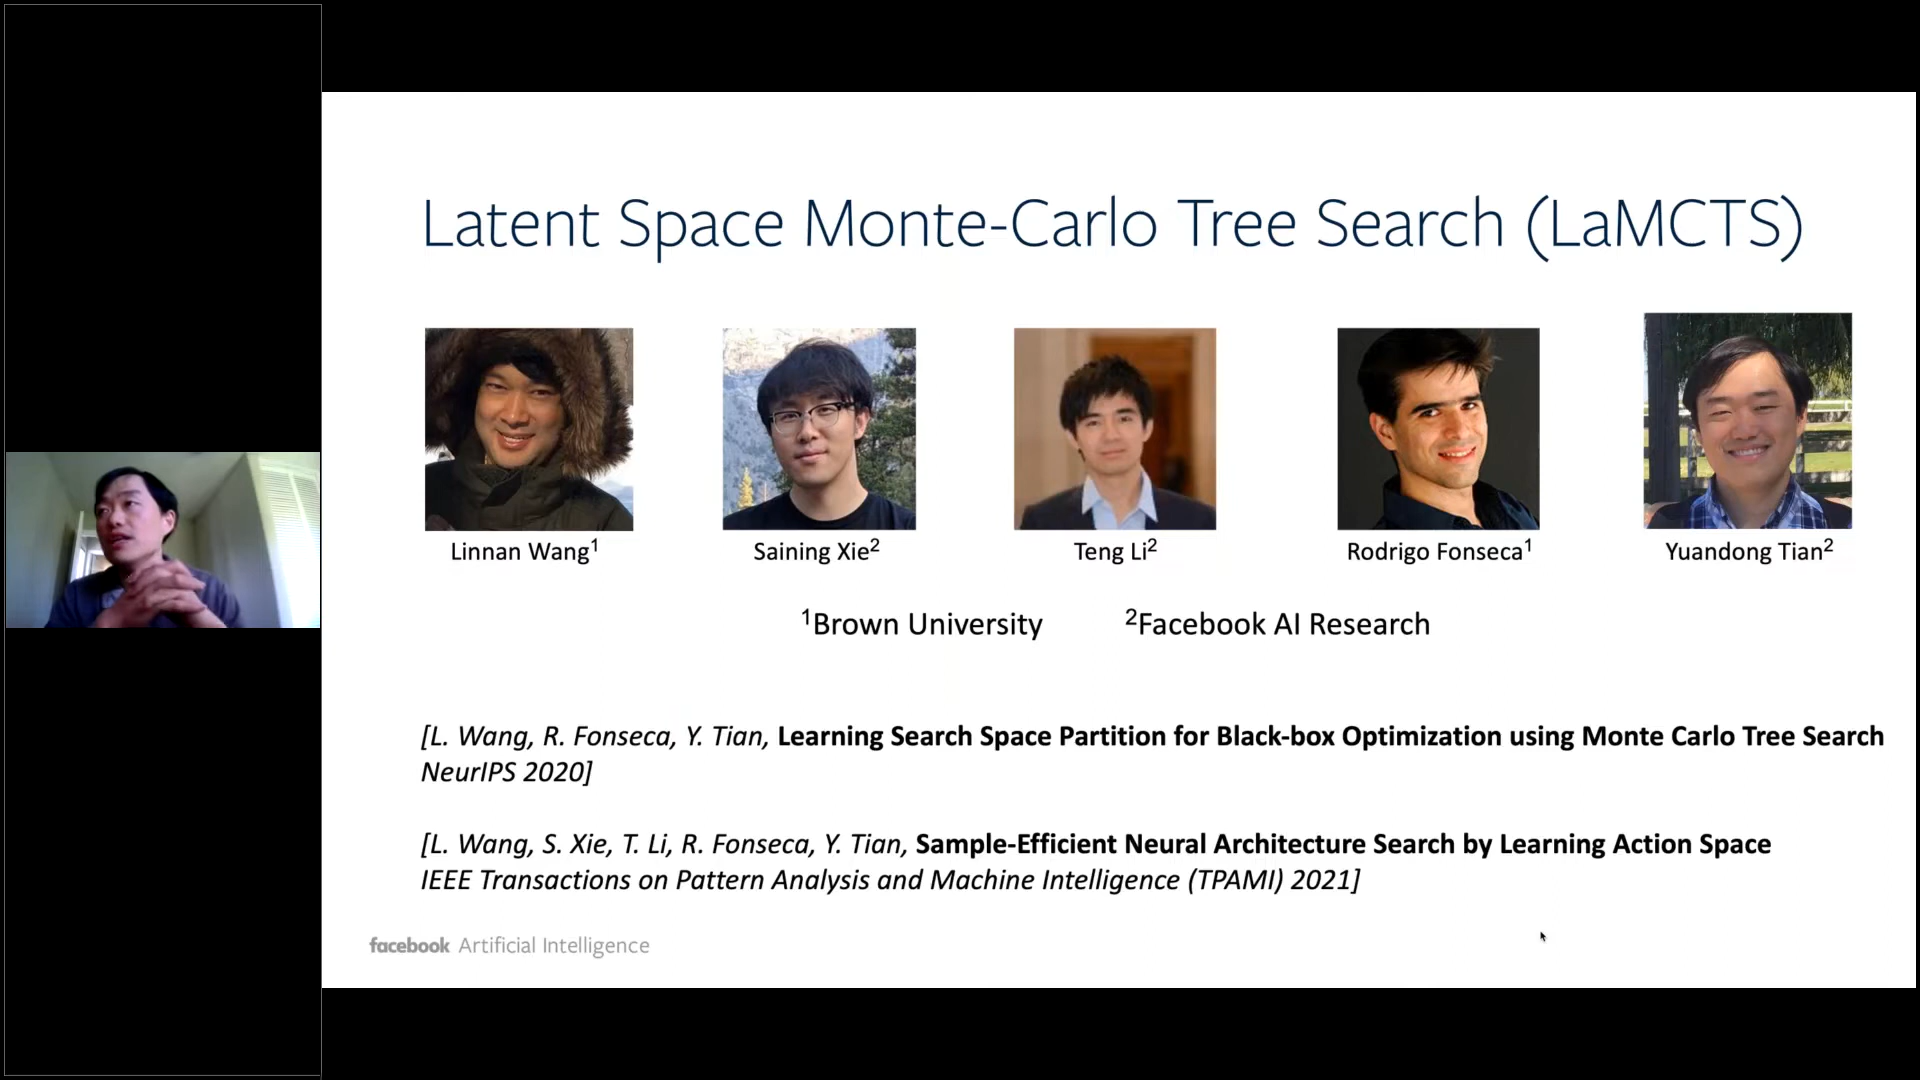 Latent Space Monte-Carlo Tree Search (LaMCTS)
Linnan Wang1 Saining Xie2 Teng Li2 Rodrigo Fonseca1 Yuandong Tian2
1Brown University 2Facebook AI Research
[L. Wang, R. Fonseca, Y. Tian, Learning Search Space Partition for Black-box Optimization using Monte Carlo Tree Search
NeurIPS 2020]
[L. Wang, S. Xie, T. Li, R. Fonseca, Y. Tian, Sample-Efficient Neural Architecture Search by Learning Action Space
IEEE Transactions on Pattern Analysis and Machine Intelligence (TPAMI) 2021]
facebook Artificial Intelligence